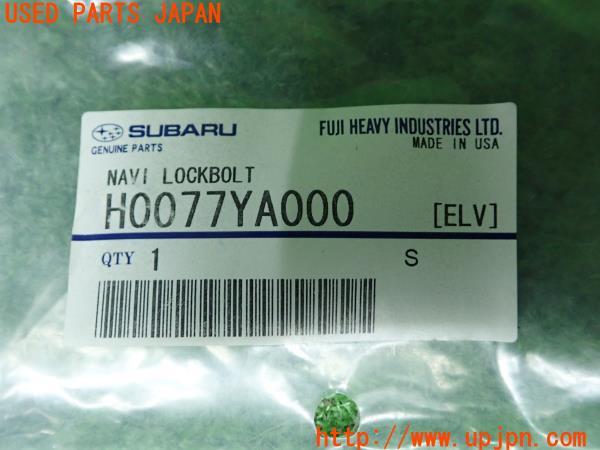 USED PARTS JAPAN
SUBARU
GENUINE PARTS
FUJI HEAVY INDUSTRIES LTD.
MADE IN USA
NAVI LOCKBOLT
H0077YA000
[ELV]
QTY 1
S
http://www.upjpn.com